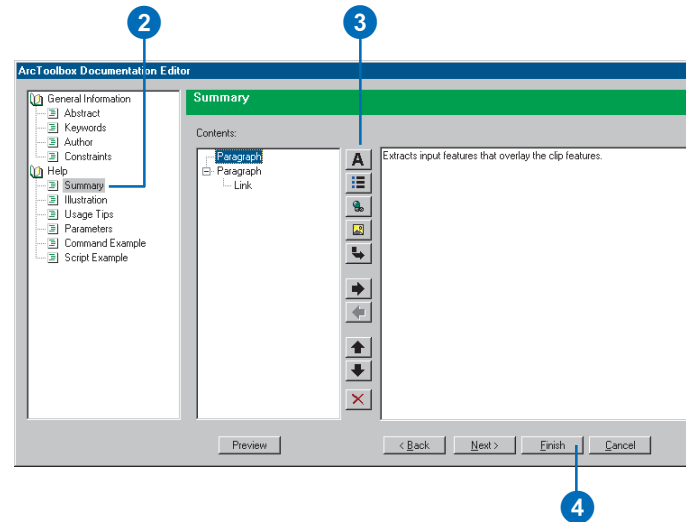 2
3
ArcToolbox Documentation Editor
General Information
Abstract
Keywords
Author
Constraints
Help
Summary
Illustration
Usage Tips
Parameters
Command Example
Script Example
Summary
Contents:
Paragraph
Paragraph
Link
A
Extracts input features that overlay the clip features.
Preview
< Back
Next >
Finish
Cancel
4